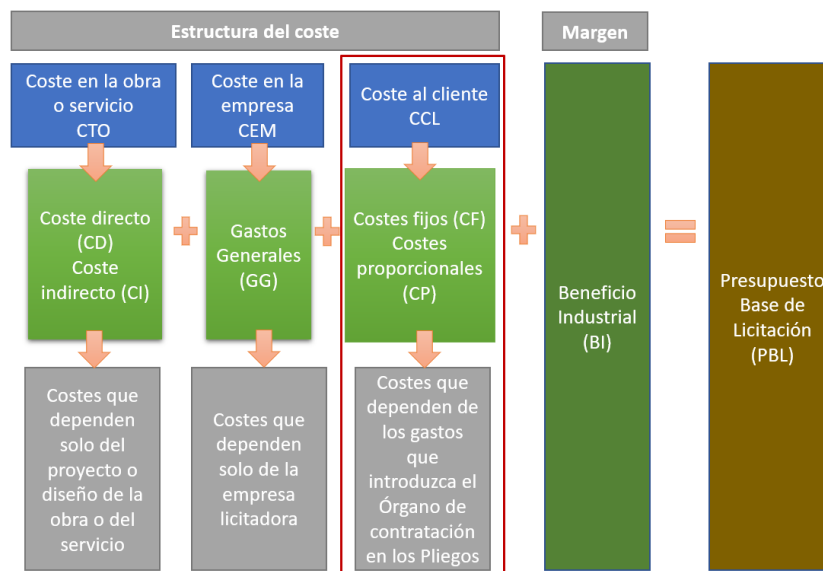 Estructura del coste
Margen
Coste en la obra
o servicio
CTO
Coste en la
empresa
CEM
Coste al cliente
CCL
Coste directo
(CD)
Coste
indirecto (CI)
Gastos
Generales
(GG)
Costes fijos (CF)
Costes
proporcionales
(CP)
Beneficio
Industrial
(BI)
Presupuesto
Base de
Licitación
(PBL)
Costes que
dependen
solo del
proyecto o
diseño de la
obra o del
servicio
Costes que
dependen
solo de la
empresa
licitadora
Costes que
dependen de
los gastos
que
introduzca el
Órgano de
contratación
en los Pliegos